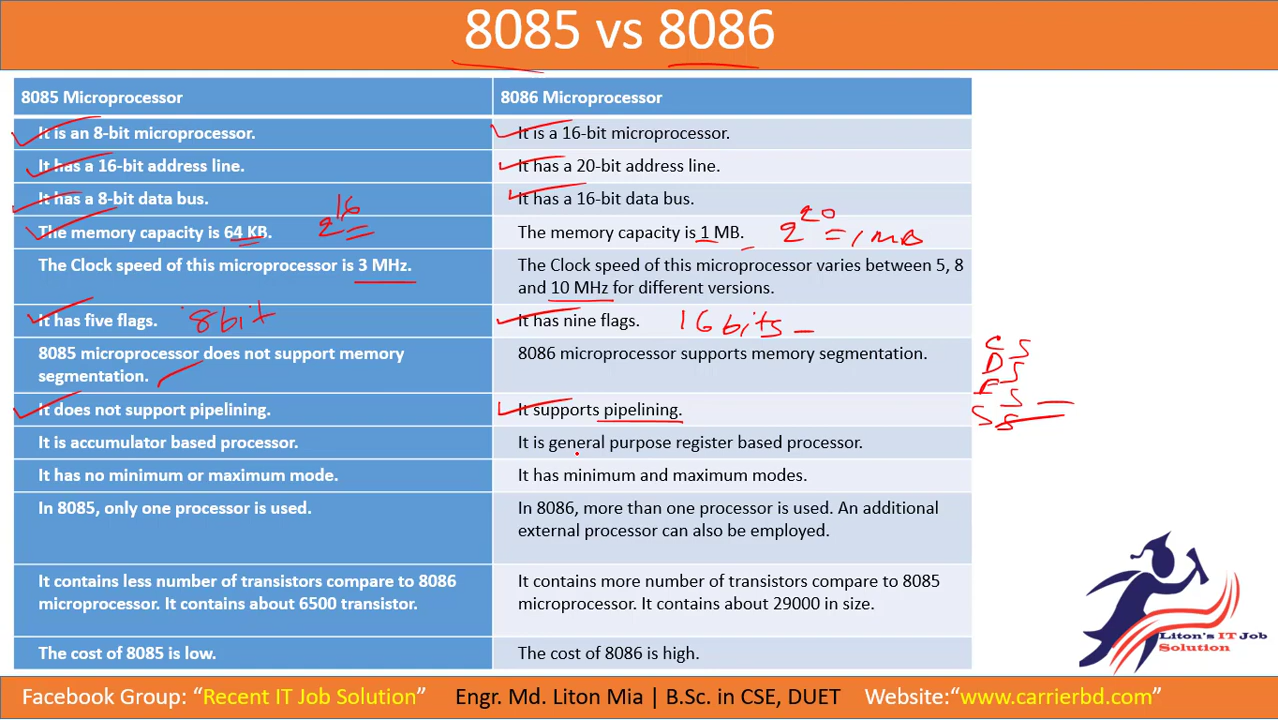 8085 vs 8086
8085 Microprocessor
8086 Microprocessor
It is an 8-bit microprocessor.
It is a 16-bit microprocessor.
It has a 16-bit address line.
It has a 20-bit address line.
It has a 8-bit data bus.
It has a 16-bit data bus.
The memory capacity is 64 KB. 2^16 =
The memory capacity is 1 MB. 2^20 = 1 MB
The Clock speed of this microprocessor is 3 MHz.
The Clock speed of this microprocessor varies between 5, 8
and 10 MHz for different versions.
It has five flags. 8bit
It has nine flags. 16 bits
8085 microprocessor does not support memory
segmentation.
8086 microprocessor supports memory segmentation.
CS
DS
ES
SS
It does not support pipelining.
It supports pipelining.
It is accumulator based processor.
It is general purpose register based processor.
It has no minimum or maximum mode.
It has minimum and maximum modes.
In 8085, only one processor is used.
In 8086, more than one processor is used. An additional
external processor can also be employed.
It contains less number of transistors compare to 8086
microprocessor. It contains about 6500 transistor.
It contains more number of transistors compare to 8085
microprocessor. It contains about 29000 in size.
The cost of 8085 is low.
The cost of 8086 is high.
Liton's IT Job
Solution
Facebook Group: “Recent IT Job Solution” Engr. Md. Liton Mia | B.Sc. in CSE, DUET Website:“www.carrierbd.com”